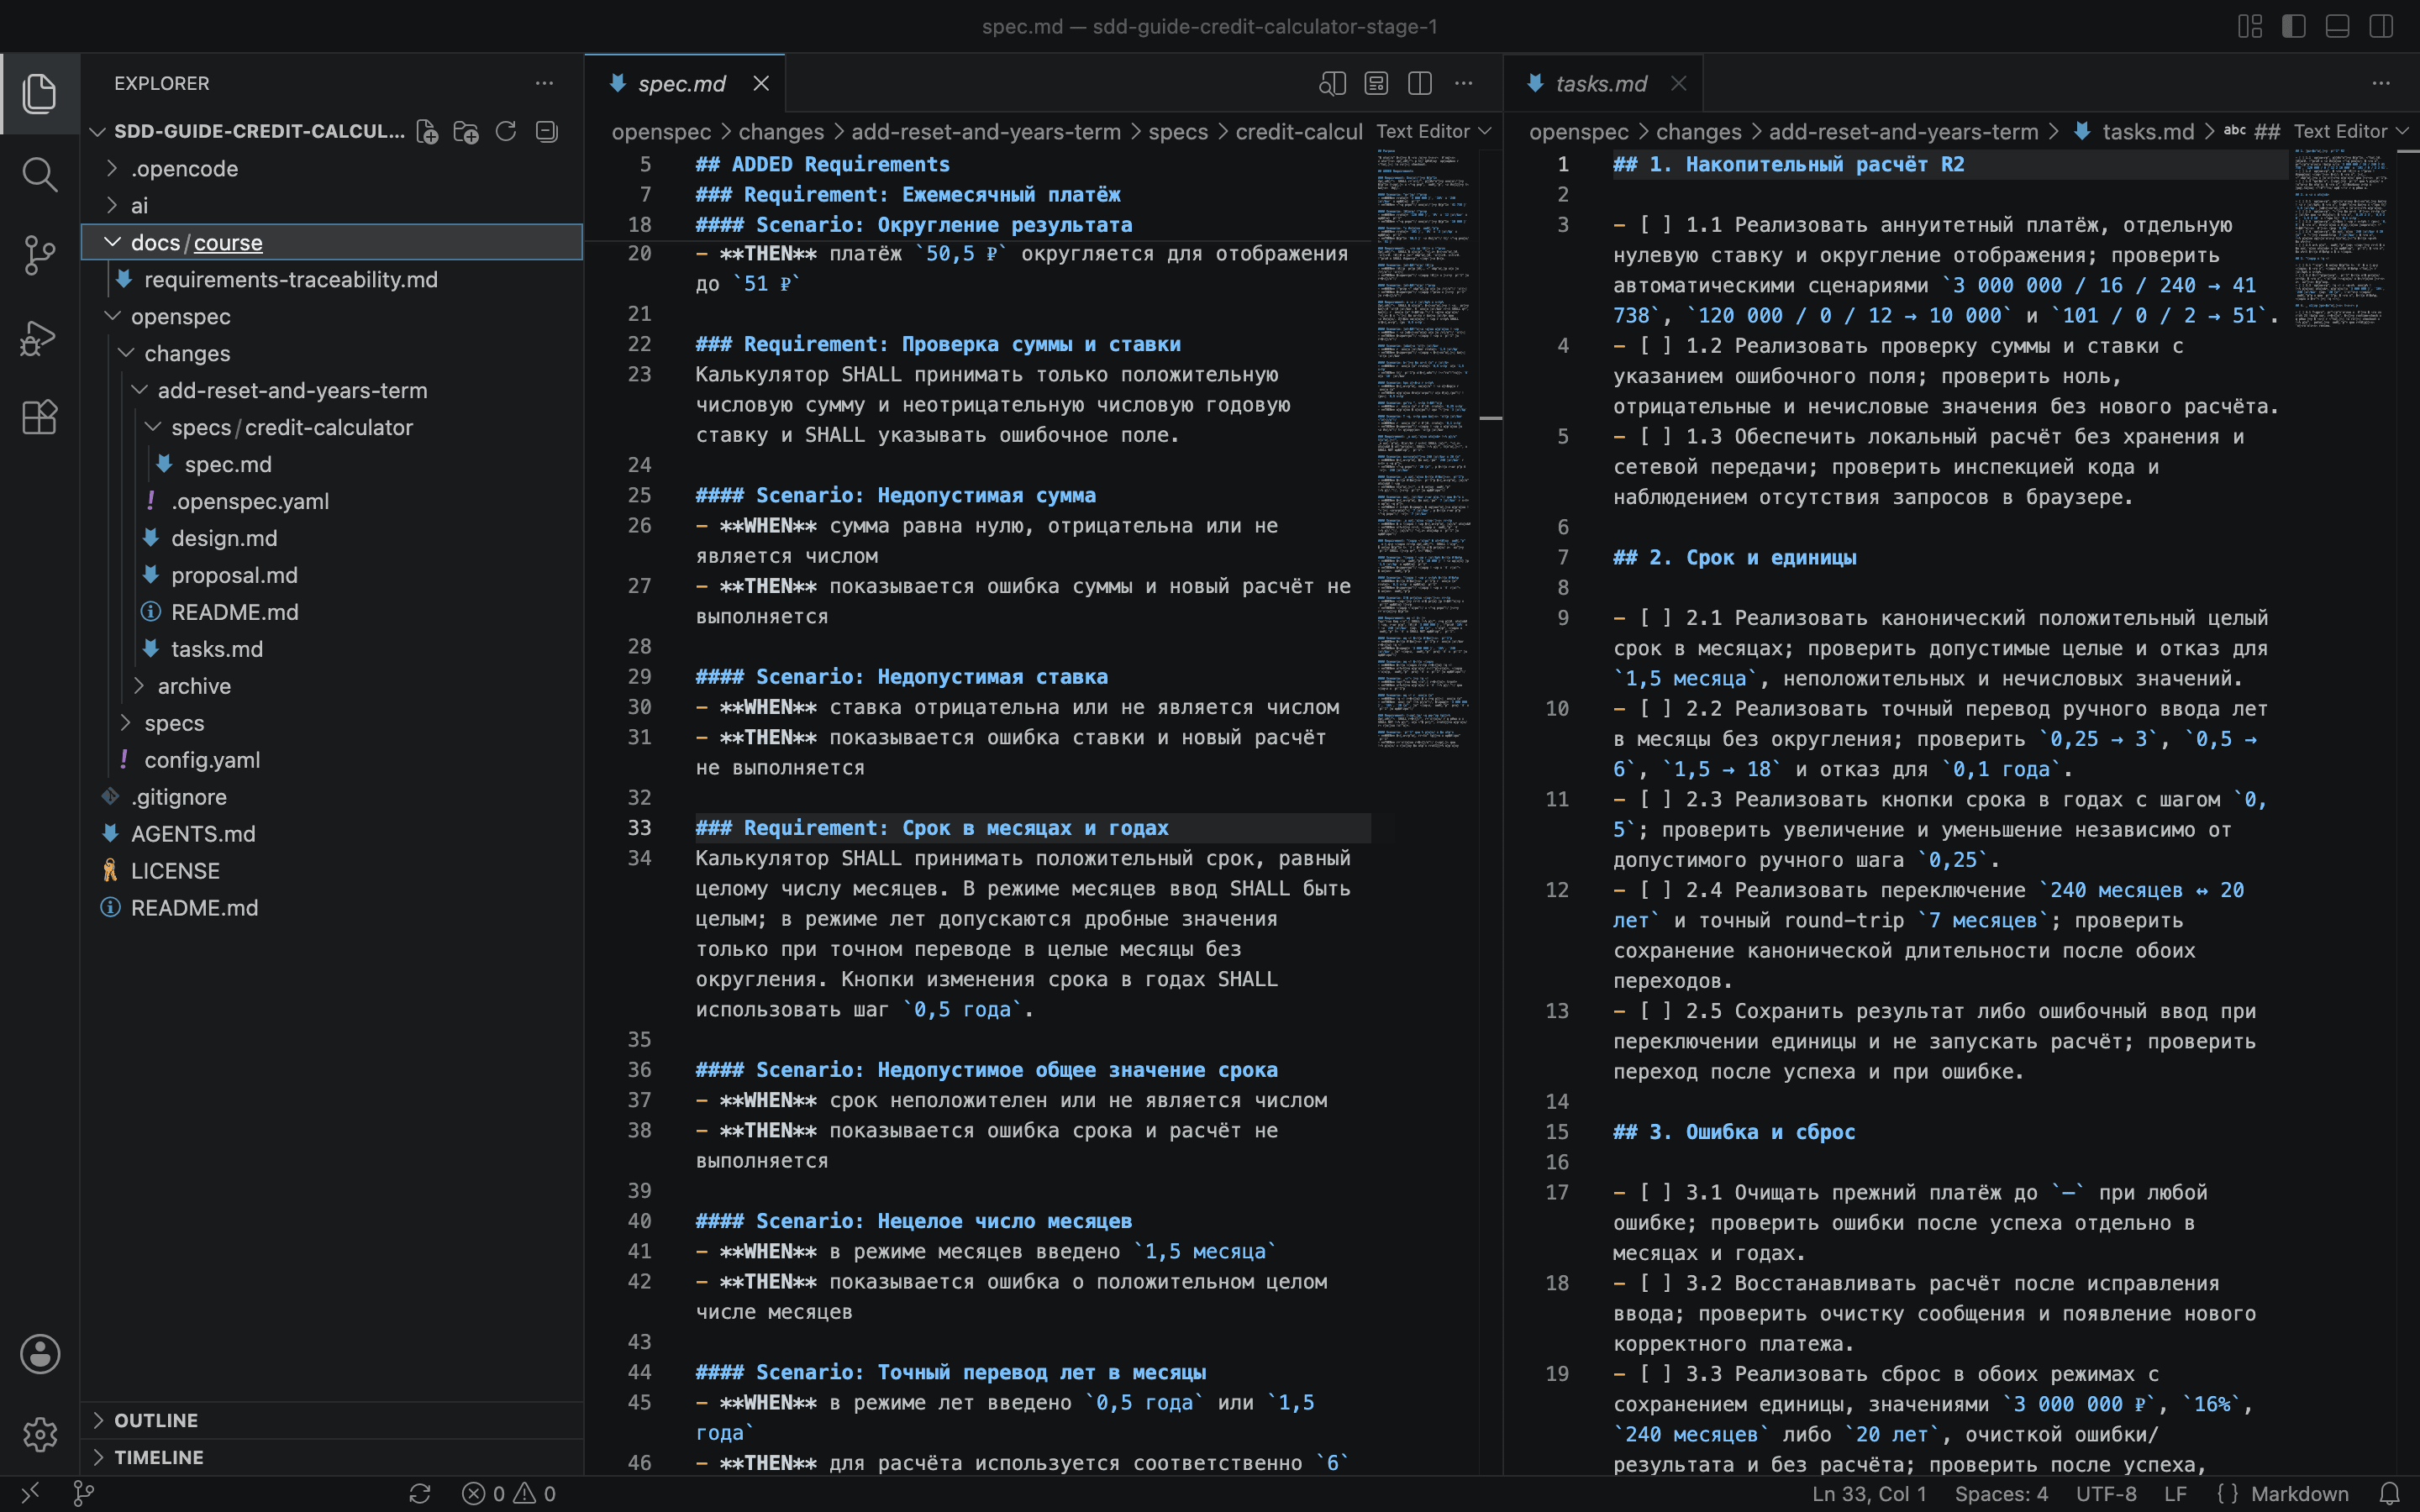 spec.md — sdd-guide-credit-calculator-stage-1
EXPLORER
SDD-GUIDE-CREDIT-CALCUL...
.opencode
ai
docs/course
requirements-traceability.md
openspec
changes
add-reset-and-years-term
specs/credit-calculator
spec.md
.openspec.yaml
design.md
proposal.md
README.md
tasks.md
archive
specs
config.yaml
.gitignore
AGENTS.md
LICENSE
README.md
OUTLINE
TIMELINE
spec.md
openspec > changes > add-reset-and-years-term > specs > credit-calcul Text Editor
5 ## ADDED Requirements
7 ### Requirement: Ежемесячный платёж
18 #### Scenario: Округление результата
20 - **THEN** платёж `50,5 ₽` округляется для отображения
до `51 ₽`
21
22 ### Requirement: Проверка суммы и ставки
23 Калькулятор SHALL принимать только положительную
числовую сумму и неотрицательную числовую годовую
ставку и SHALL указывать ошибочное поле.
24
25 #### Scenario: Недопустимая сумма
26 - **WHEN** сумма равна нулю, отрицательна или не
является числом
27 - **THEN** показывается ошибка суммы и новый расчёт не
выполняется
28
29 #### Scenario: Недопустимая ставка
30 - **WHEN** ставка отрицательна или не является числом
31 - **THEN** показывается ошибка ставки и новый расчёт
не выполняется
32
33 ### Requirement: Срок в месяцах и годах
34 Калькулятор SHALL принимать положительный срок, равный
целому числу месяцев. В режиме месяцев ввод SHALL быть
целым; в режиме лет допускаются дробные значения
только при точном переводе в целые месяцы без
округления. Кнопки изменения срока в годах SHALL
использовать шаг `0,5 года`.
35
36 #### Scenario: Недопустимое общее значение срока
37 - **WHEN** срок неположителен или не является числом
38 - **THEN** показывается ошибка срока и расчёт не
выполняется
39
40 #### Scenario: Нецелое число месяцев
41 - **WHEN** в режиме месяцев введено `1,5 месяца`
42 - **THEN** показывается ошибка о положительном целом
числе месяцев
43
44 #### Scenario: Точный перевод лет в месяцы
45 - **WHEN** в режиме лет введено `0,5 года` или `1,5
года`
46 - **THEN** для расчёта используется соответственно `6`
tasks.md
openspec > changes > add-reset-and-years-term > tasks.md > abc ## Text Editor
1 ## 1. Накопительный расчёт R2
2
3 - [ ] 1.1 Реализовать аннуитетный платёж, отдельную
нулевую ставку и округление отображения; проверить
автоматическими сценариями `3 000 000 / 16 / 240 → 41
738`, `120 000 / 0 / 12 → 10 000` и `101 / 0 / 2 → 51`.
4 - [ ] 1.2 Реализовать проверку суммы и ставки с
указанием ошибочного поля; проверить ноль,
отрицательные и нечисловые значения без нового расчёта.
5 - [ ] 1.3 Обеспечить локальный расчёт без хранения и
сетевой передачи; проверить инспекцией кода и
наблюдением отсутствия запросов в браузере.
6
7 ## 2. Срок и единицы
8
9 - [ ] 2.1 Реализовать канонический положительный целый
срок в месяцах; проверить допустимые целые и отказ для
`1,5 месяца`, неположительных и нечисловых значений.
10 - [ ] 2.2 Реализовать точный перевод ручного ввода лет
в месяцы без округления; проверить `0,25 → 3`, `0,5 →
6`, `1,5 → 18` и отказ для `0,1 года`.
11 - [ ] 2.3 Реализовать кнопки срока в годах с шагом `0,
5`; проверить увеличение и уменьшение независимо от
допустимого ручного шага `0,25`.
12 - [ ] 2.4 Реализовать переключение `240 месяцев ↔ 20
лет` и точный round-trip `7 месяцев`; проверить
сохранение канонической длительности после обоих
переходов.
13 - [ ] 2.5 Сохранить результат либо ошибочный ввод при
переключении единицы и не запускать расчёт; проверить
переход после успеха и при ошибке.
14
15 ## 3. Ошибка и сброс
16
17 - [ ] 3.1 Очищать прежний платёж до `—` при любой
ошибке; проверить ошибки после успеха отдельно в
месяцах и годах.
18 - [ ] 3.2 Восстанавливать расчёт после исправления
ввода; проверить очистку сообщения и появление нового
корректного платежа.
19 - [ ] 3.3 Реализовать сброс в обоих режимах с
сохранением единицы, значениями `3 000 000 ₽`, `16%`,
`240 месяцев` либо `20 лет`, очисткой ошибки/
результата и без расчёта; проверить после успеха,
0 0
Ln 33, Col 1 Spaces: 4 UTF-8 LF { } Markdown